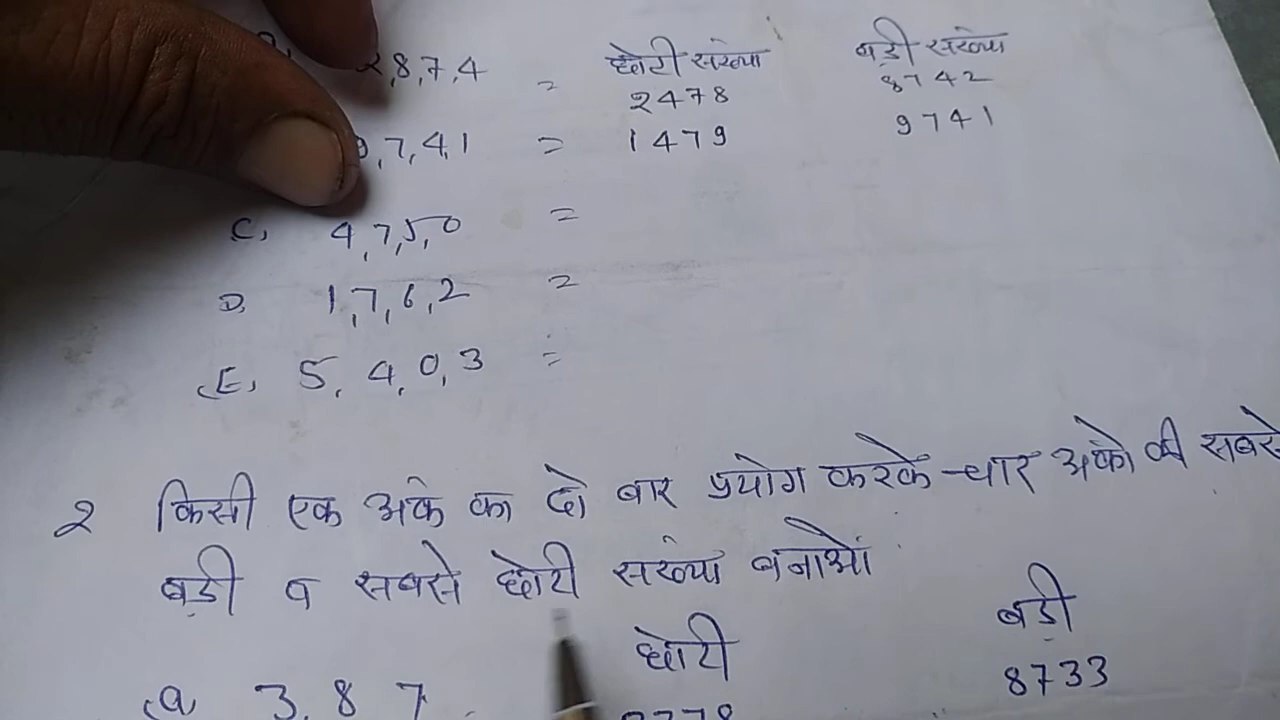 2,8,7,4 = छोटी संख्या बड़ी संख्या
2478 8742
9,7,4,1 = 1479 9741
C, 4,7,5,0 =
D, 1,7,6,2 =
(E, 5,4,0,3 =
2 किसी एक अंक का दो बार प्रयोग करके चार अंको की सबसे
बड़ी व सबसे छोटी संख्या बनाओं
छोटी बड़ी
(a, 3,8 7 8733